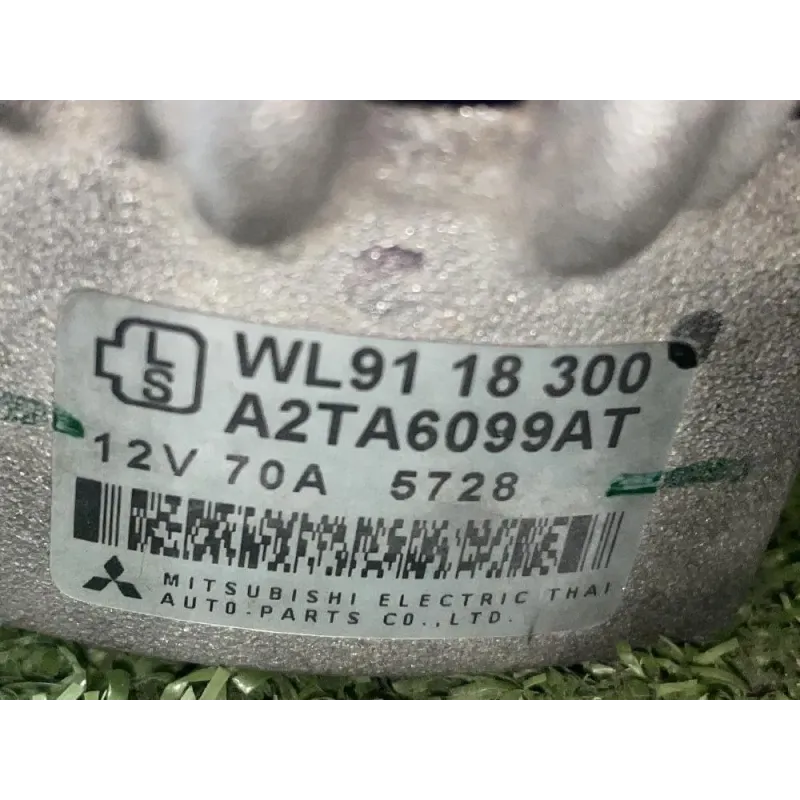 L
S
WL91 18 300
A2TA6099AT
12V 70A 5728
MITSUBISHI ELECTRIC THAI
AUTO-PARTS CO.,LTD.